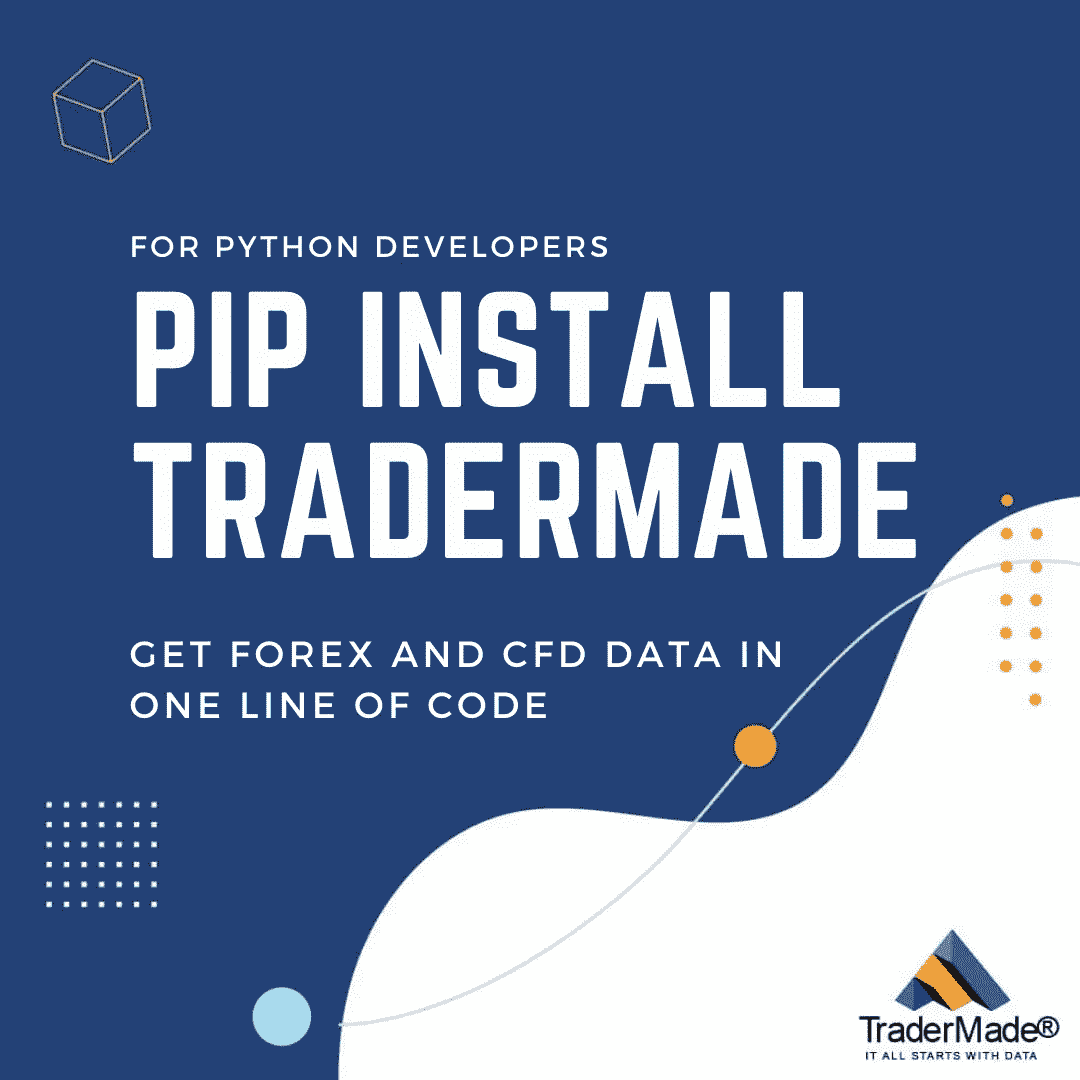 FOR PYTHON DEVELOPERS
PIP INSTALL
TRADERMADE
GET FOREX AND CFD DATA IN
ONE LINE OF CODE
TraderMade®
IT ALL STARTS WITH DATA